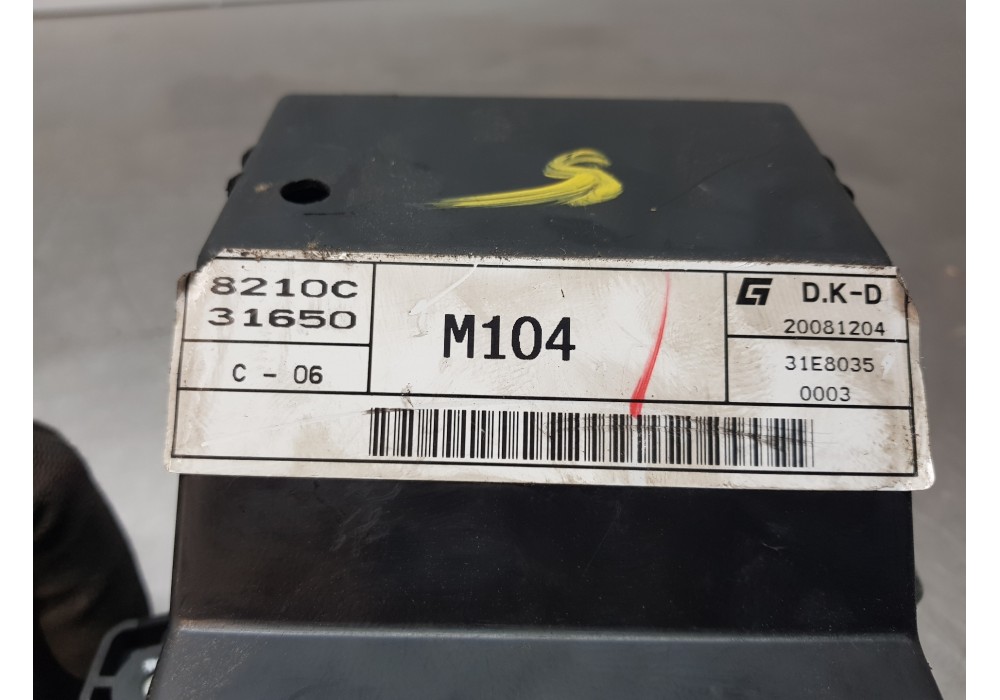 8210C
31650
C - 06
M104
D.K-D
20081204
31E8035
0003